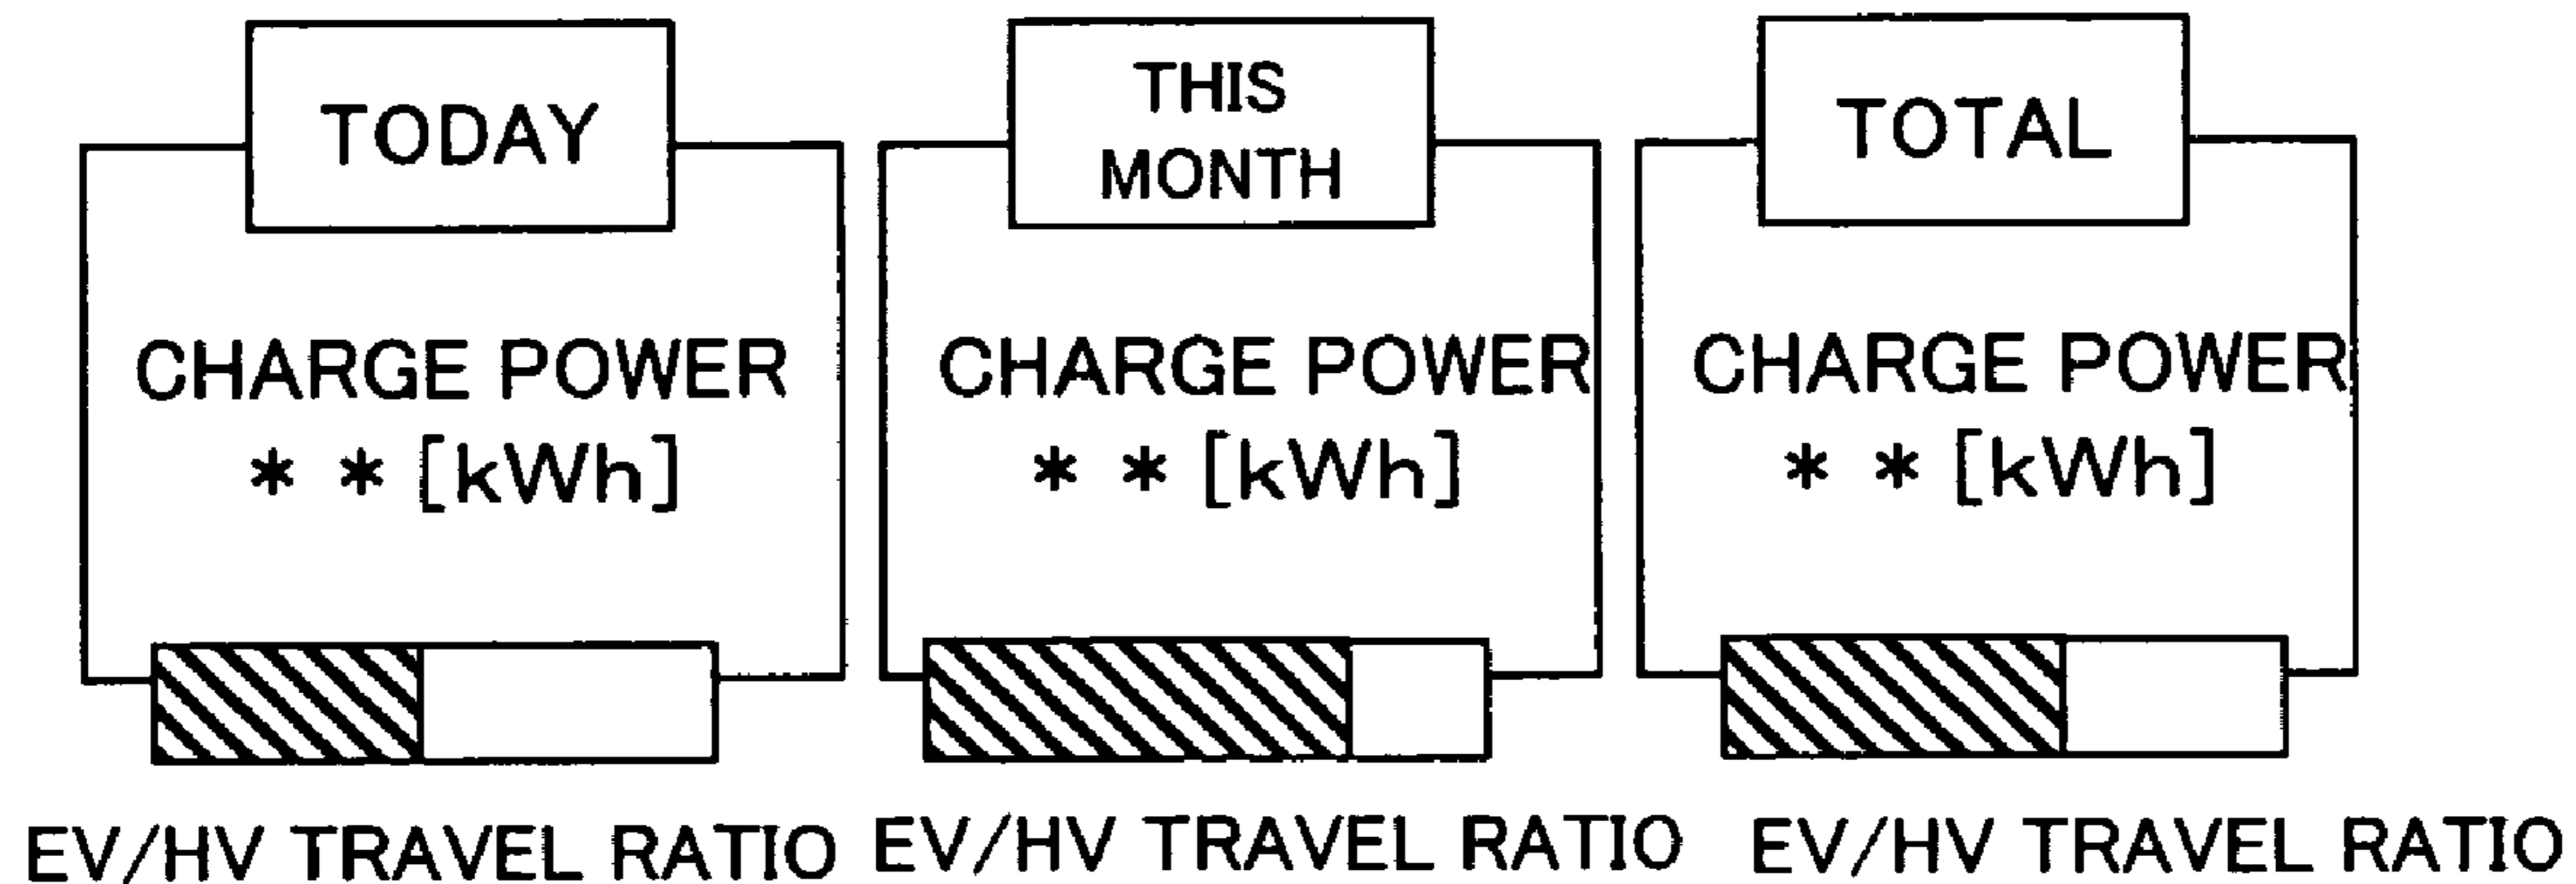 TODAY
CHARGE POWER
* * [kWh]
EV/HV TRAVEL RATIO
THIS
MONTH
CHARGE POWER
* * [kWh]
EV/HV TRAVEL RATIO
TOTAL
CHARGE POWER
* * [kWh]
EV/HV TRAVEL RATIO